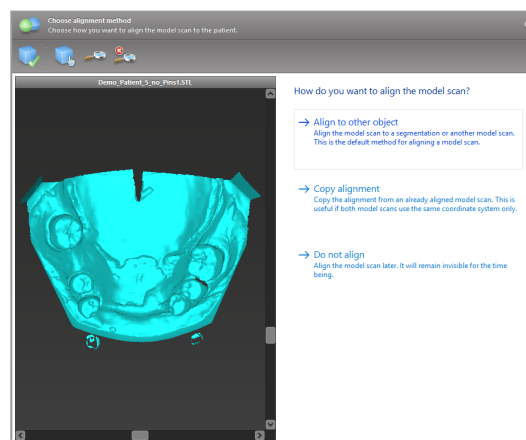 Choose alignment method
Choose how you want to align the model scan to the patient.
Demo_Patient_5_no_Pins1.STL
How do you want to align the model scan?
Align to other object
Align the model scan to a segmentation or another model scan.
This is the default method for aligning a model scan.
Copy alignment
Copy the alignment from an already aligned model scan. This is
useful if both model scans use the same coordinate system only.
Do not align
Align the model scan later. It will remain invisible for the time
being.